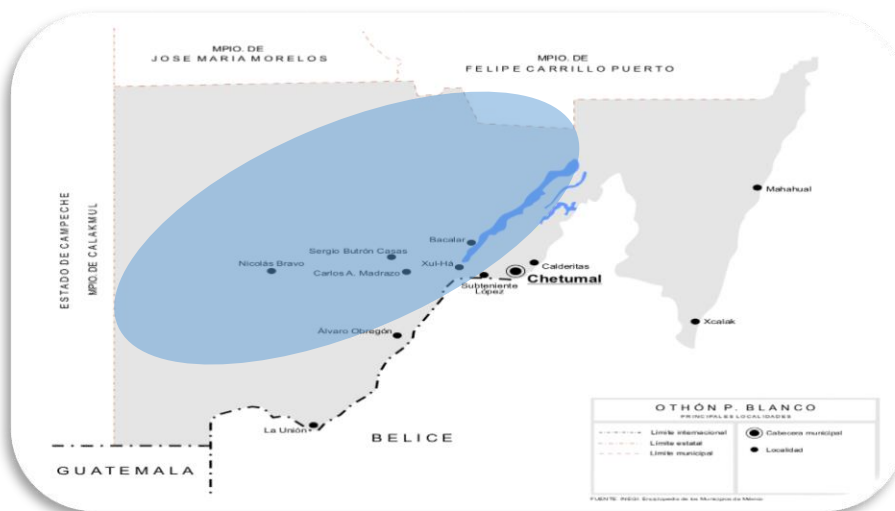 MPIO. DE
JOSE MARIA MORELOS
MPIO. DE
FELIPE CARRILLO PUERTO
ESTADO DE CAMPECHE
MPIO. DE CALAKMUL
Mahahual
Bacalar
Sergio Butrón Casas
Nicolás Bravo
Carlos A. Madrazo
Xul-Há
Calderitas
Chetumal
Subteniente
López
Xcalak
Álvaro Obregón
La Unión
BELICE
GUATEMALA
OTHÓN P. BLANCO
PRINCIPALES LOCALIDADES
Límite internacional
Límite estatal
Límite municipal
Cabecera municipal
Localidad
FUENTE: INEGI. Enciclopedia de los Municipios de México